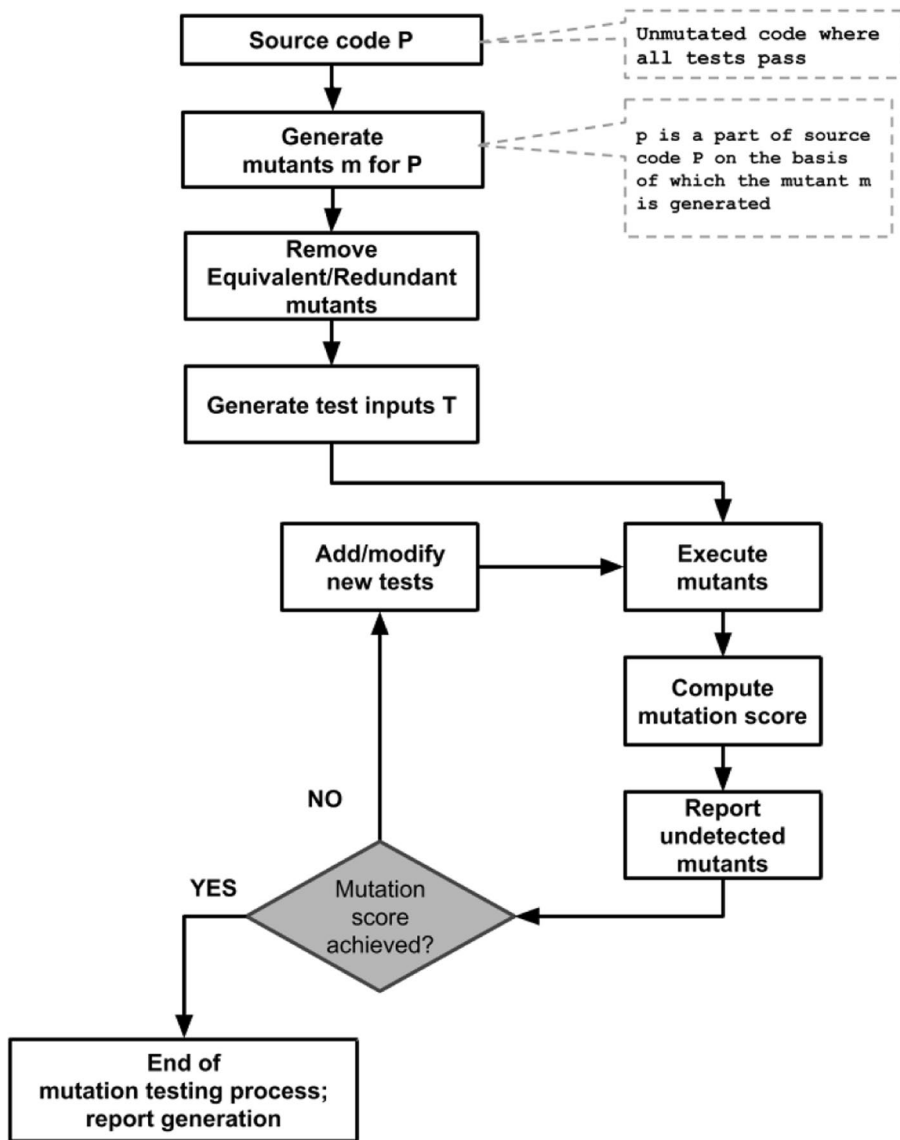 Source code P
Unmutated code where
all tests pass
Generate
mutants m for P
p is a part of source
code P on the basis
of which the mutant m
is generated
Remove
Equivalent/Redundant
mutants
Generate test inputs T
Add/modify
new tests
Execute
mutants
Compute
mutation score
NO
Report
undetected
mutants
YES
Mutation
score
achieved?
End of
mutation testing process;
report generation